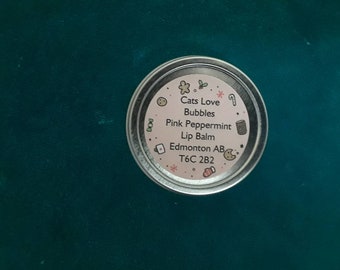 Cats Love
Bubbles
Pink Peppermint
Lip Balm
Edmonton AB
T6C 2B2